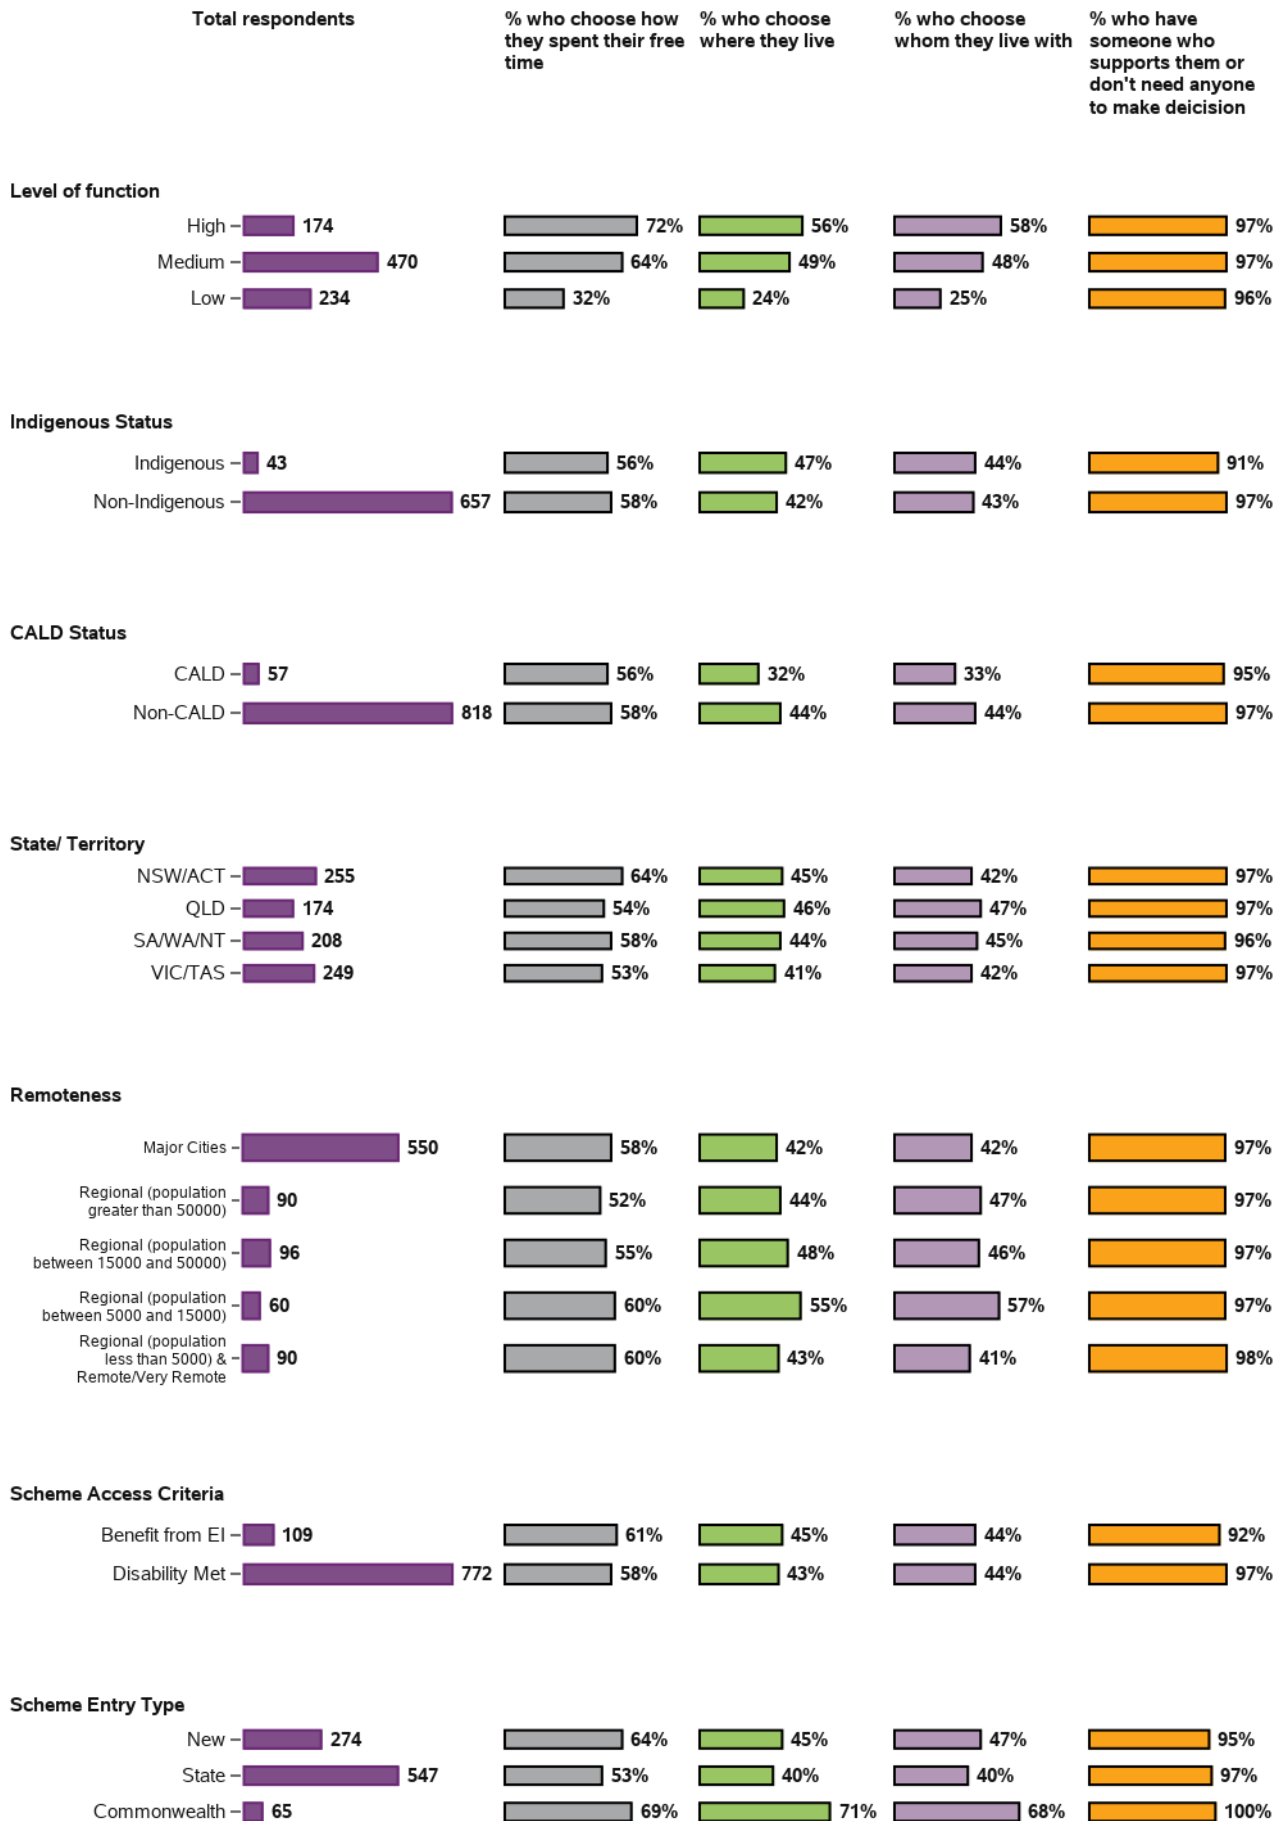 Total respondents
% who choose how
they spent their free
time
% who choose
where they live
% who choose
whom they live with
% who have
someone who
supports them or
don't need anyone
to make deicision
Level of function
High 174 72% 56% 58% 97%
Medium 470 64% 49% 48% 97%
Low 234 32% 24% 25% 96%
Indigenous Status
Indigenous 43 56% 47% 44% 91%
Non-Indigenous 657 58% 42% 43% 97%
CALD Status
CALD 57 56% 32% 33% 95%
Non-CALD 818 58% 44% 44% 97%
State/ Territory
NSW/ACT 255 64% 45% 42% 97%
QLD 174 54% 46% 47% 97%
SA/WA/NT 208 58% 44% 45% 96%
VIC/TAS 249 53% 41% 42% 97%
Remoteness
Major Cities 550 58% 42% 42% 97%
Regional (population
greater than 50000) 90 52% 44% 47% 97%
Regional (population
between 15000 and 50000) 96 55% 48% 46% 97%
Regional (population
between 5000 and 15000) 60 60% 55% 57% 97%
Regional (population
less than 5000) & 90 60% 43% 41% 98%
Remote/Very Remote
Scheme Access Criteria
Benefit from EI 109 61% 45% 44% 92%
Disability Met 772 58% 43% 44% 97%
Scheme Entry Type
New 274 64% 45% 47% 95%
State 547 53% 40% 40% 97%
Commonwealth 65 69% 71% 68% 100%